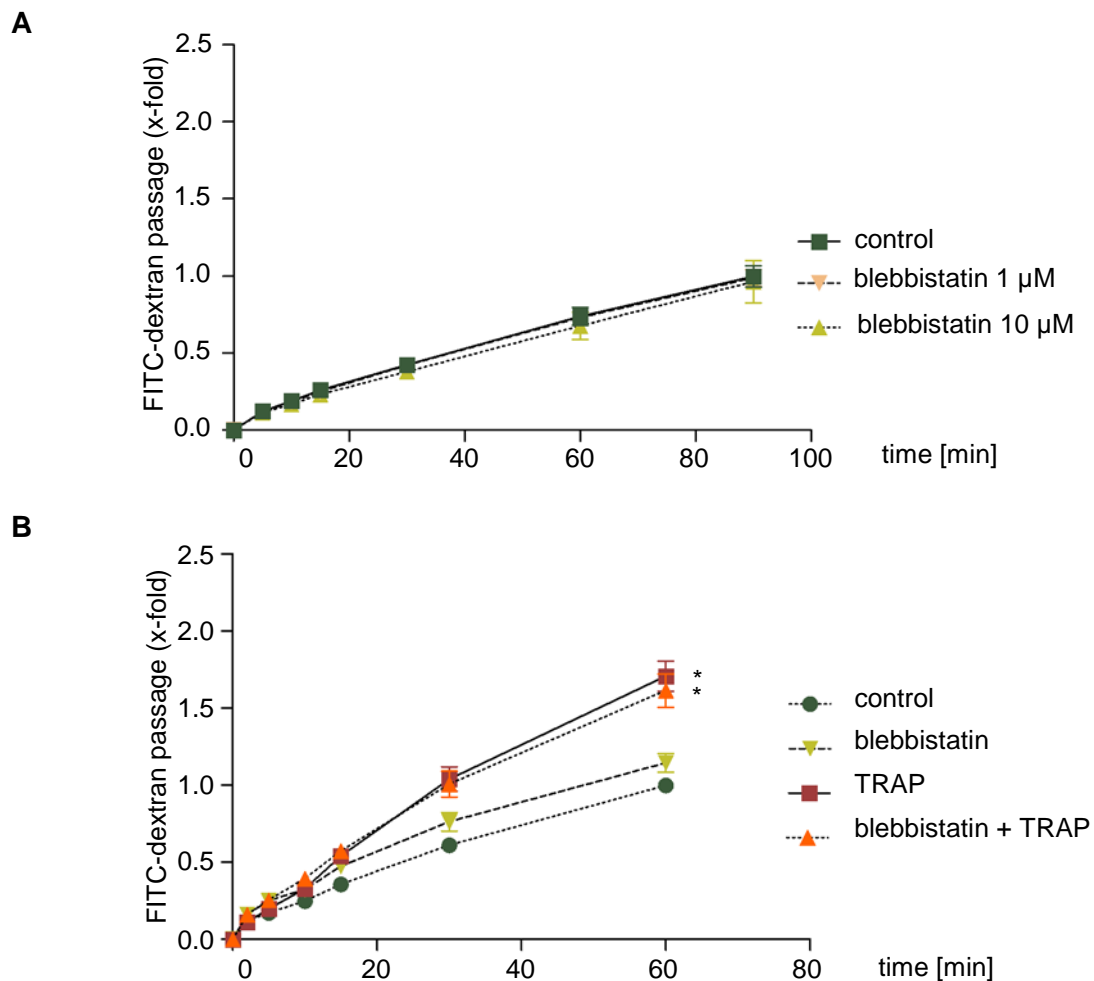 A
FITC-dextran passage (x-fold)
2.5
2.0
1.5
1.0
0.5
0.0
0 20 40 60 80 100
time [min]
control
blebbistatin 1 µM
blebbistatin 10 µM
B
FITC-dextran passage (x-fold)
2.5
2.0
1.5
1.0
0.5
0.0
0 20 40 60 80
time [min]
*
*
control
blebbistatin
TRAP
blebbistatin + TRAP